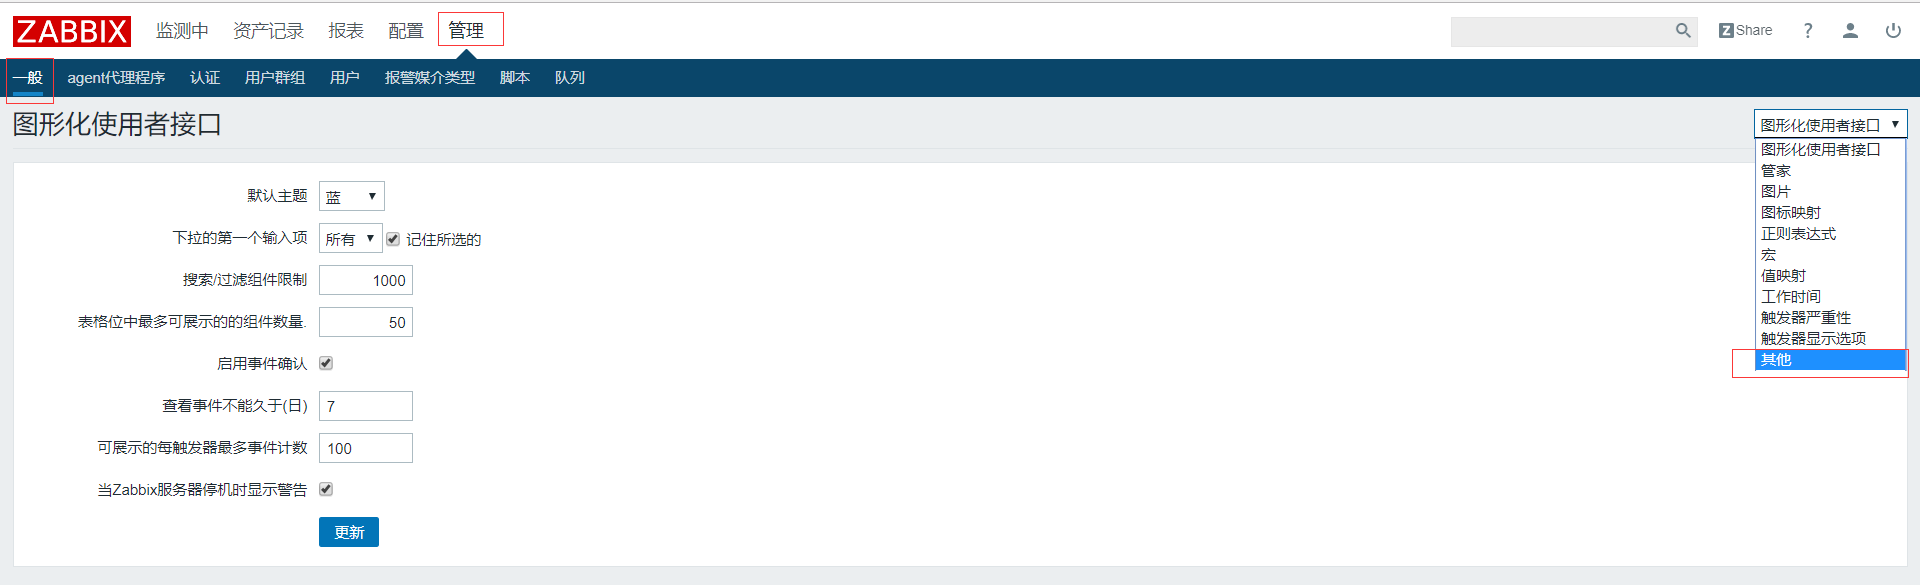 ZABBIX 监测中 资产记录 报表 配置 管理 Z Share ?
一般 agent代理程序 认证 用户群组 用户 报警媒介类型 脚本 队列
图形化使用者接口 图形化使用者接口
图形化使用者接口
管家
图片
图标映射
正则表达式
宏
值映射
工作时间
触发器严重性
触发器显示选项
其他
默认主题 蓝
下拉的第一个输入项 所有 记住所选的
搜索/过滤组件限制 1000
表格位中最多可展示的的组件数量. 50
启用事件确认
查看事件不能久于(日) 7
可展示的每触发器最多事件计数 100
当Zabbix服务器停机时显示警告
更新